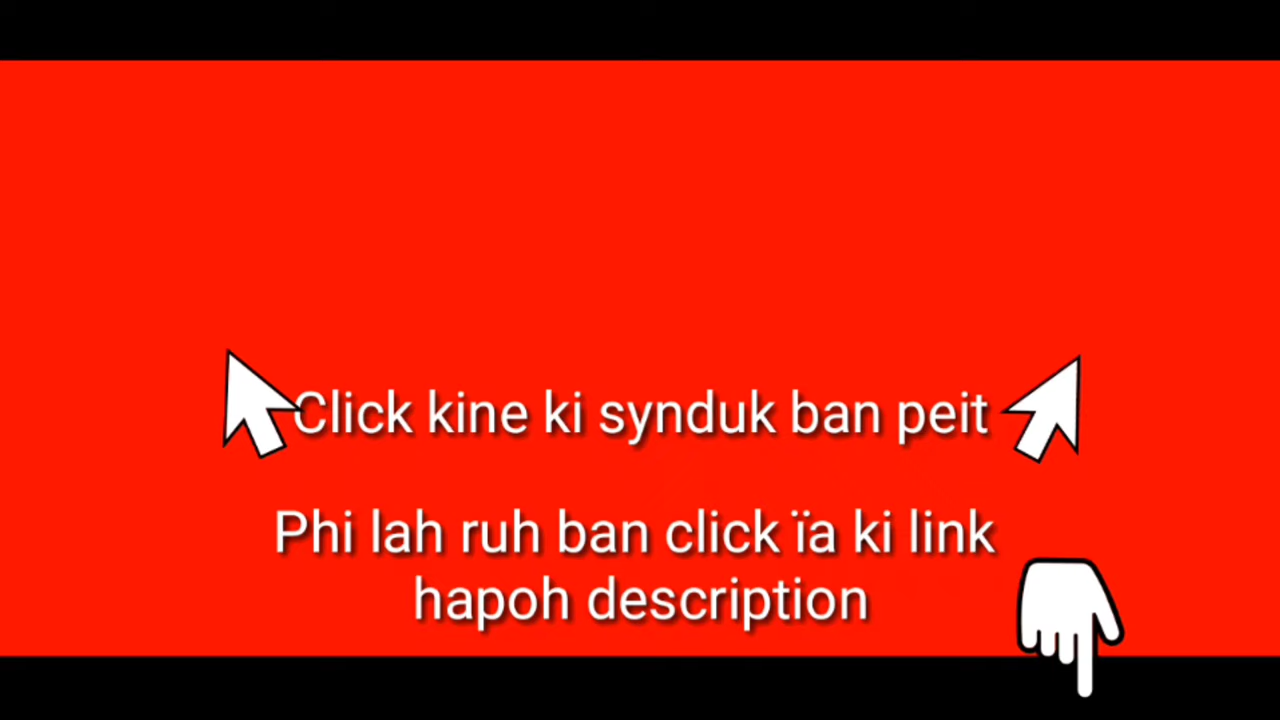 Click kine ki synduk ban peit
Phi lah ruh ban click ïa ki link
hapoh description